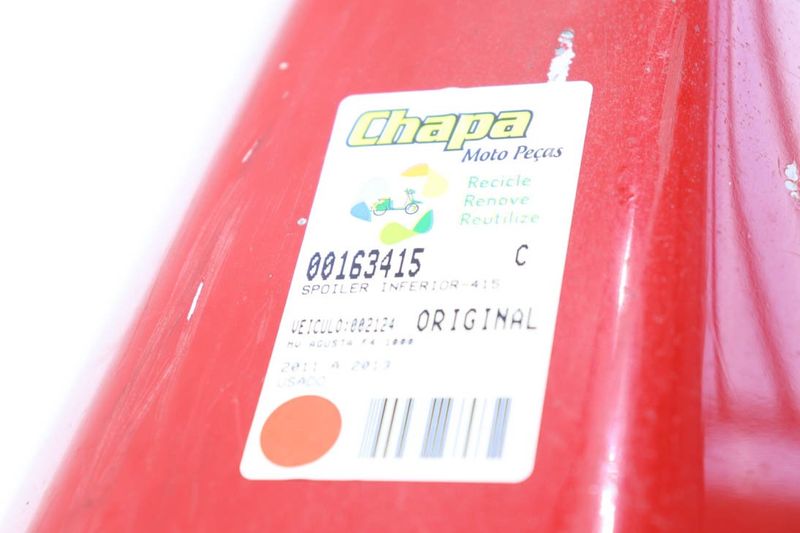 Chapa
Moto Peças
Recicle
Renove
Reutilize
00163415 C
SPOILER INFERIOR-415
VEICULO:002124 ORIGINAL
MV-AGUSTA F4 1000
2011 A 2013
USADO